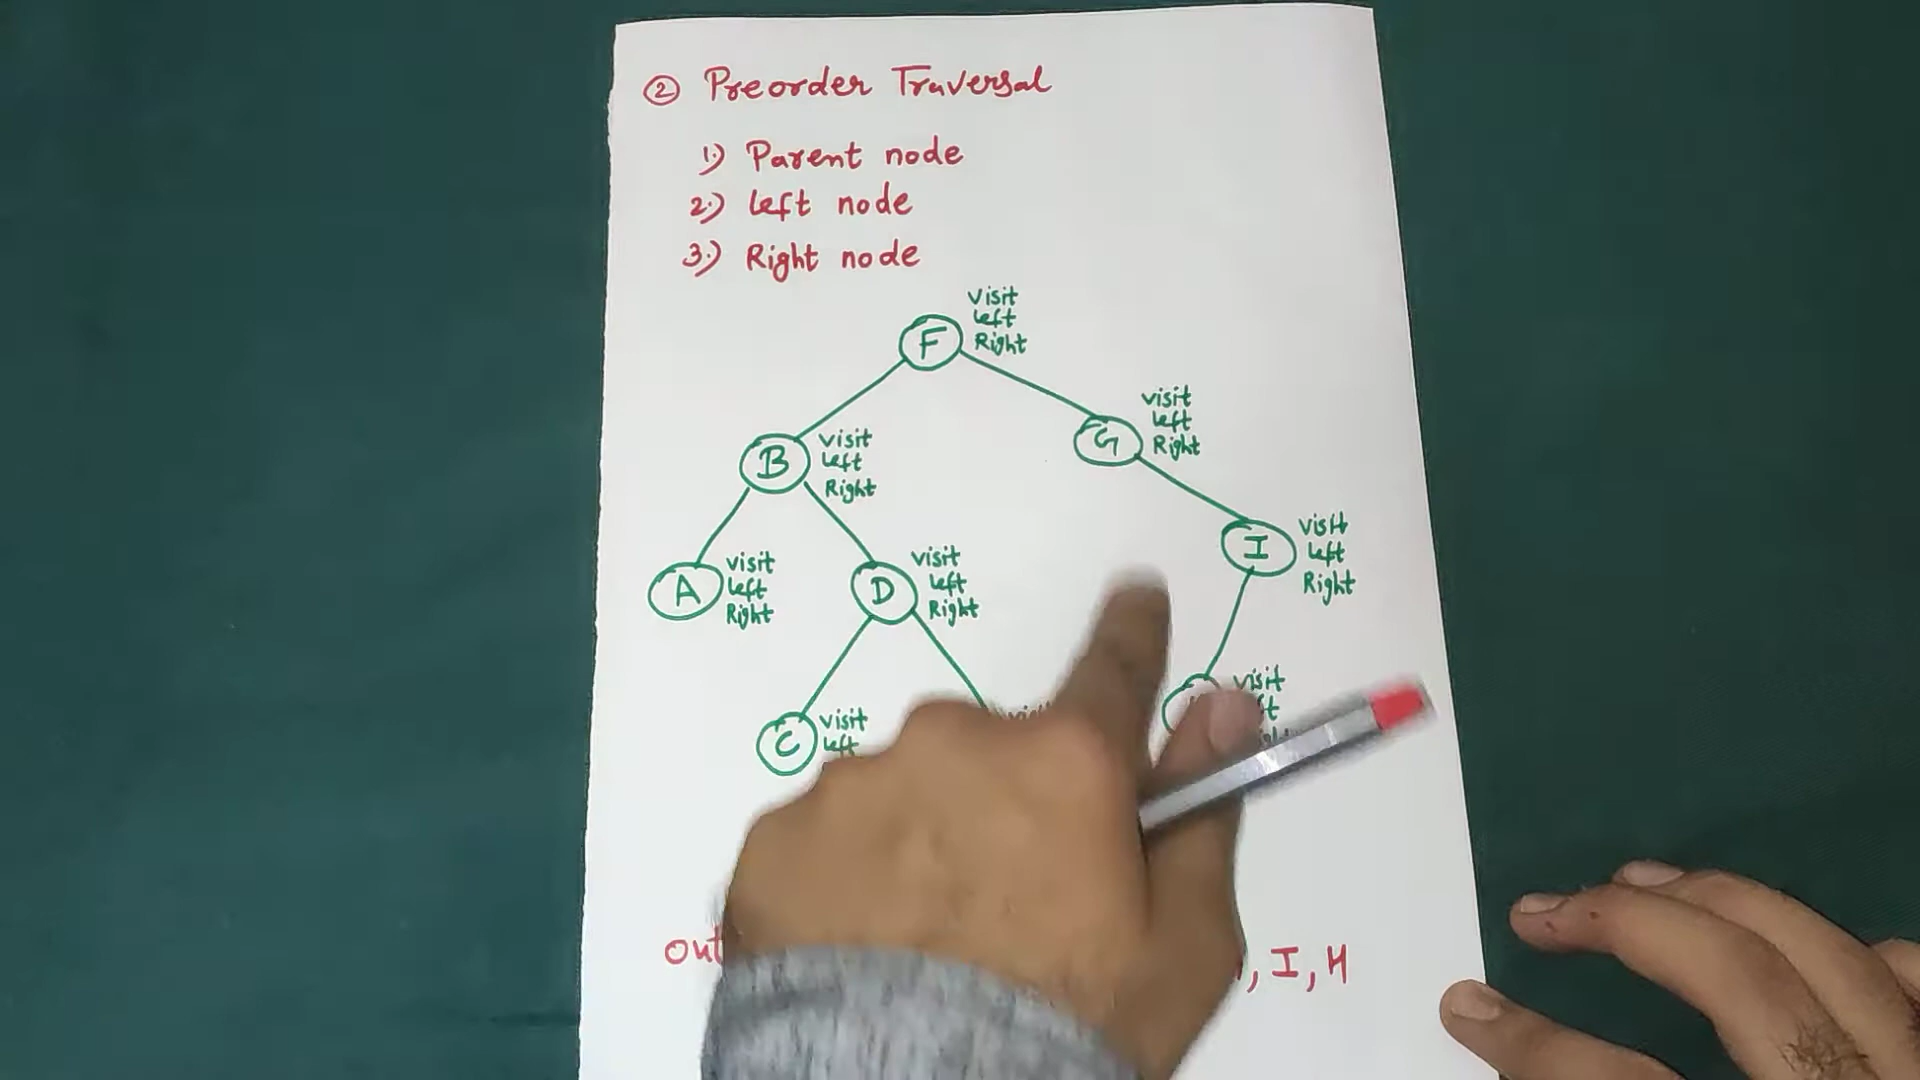 ② Preorder Traversal
1.) Parent node
2.) Left node
3.) Right node
visit
left
Right
F
visit
left
Right
G
B
visit
left
Right
visit
left
Right
I
A
visit
left
Right
D
visit
left
Right
visit
C
visit
left
, I, H